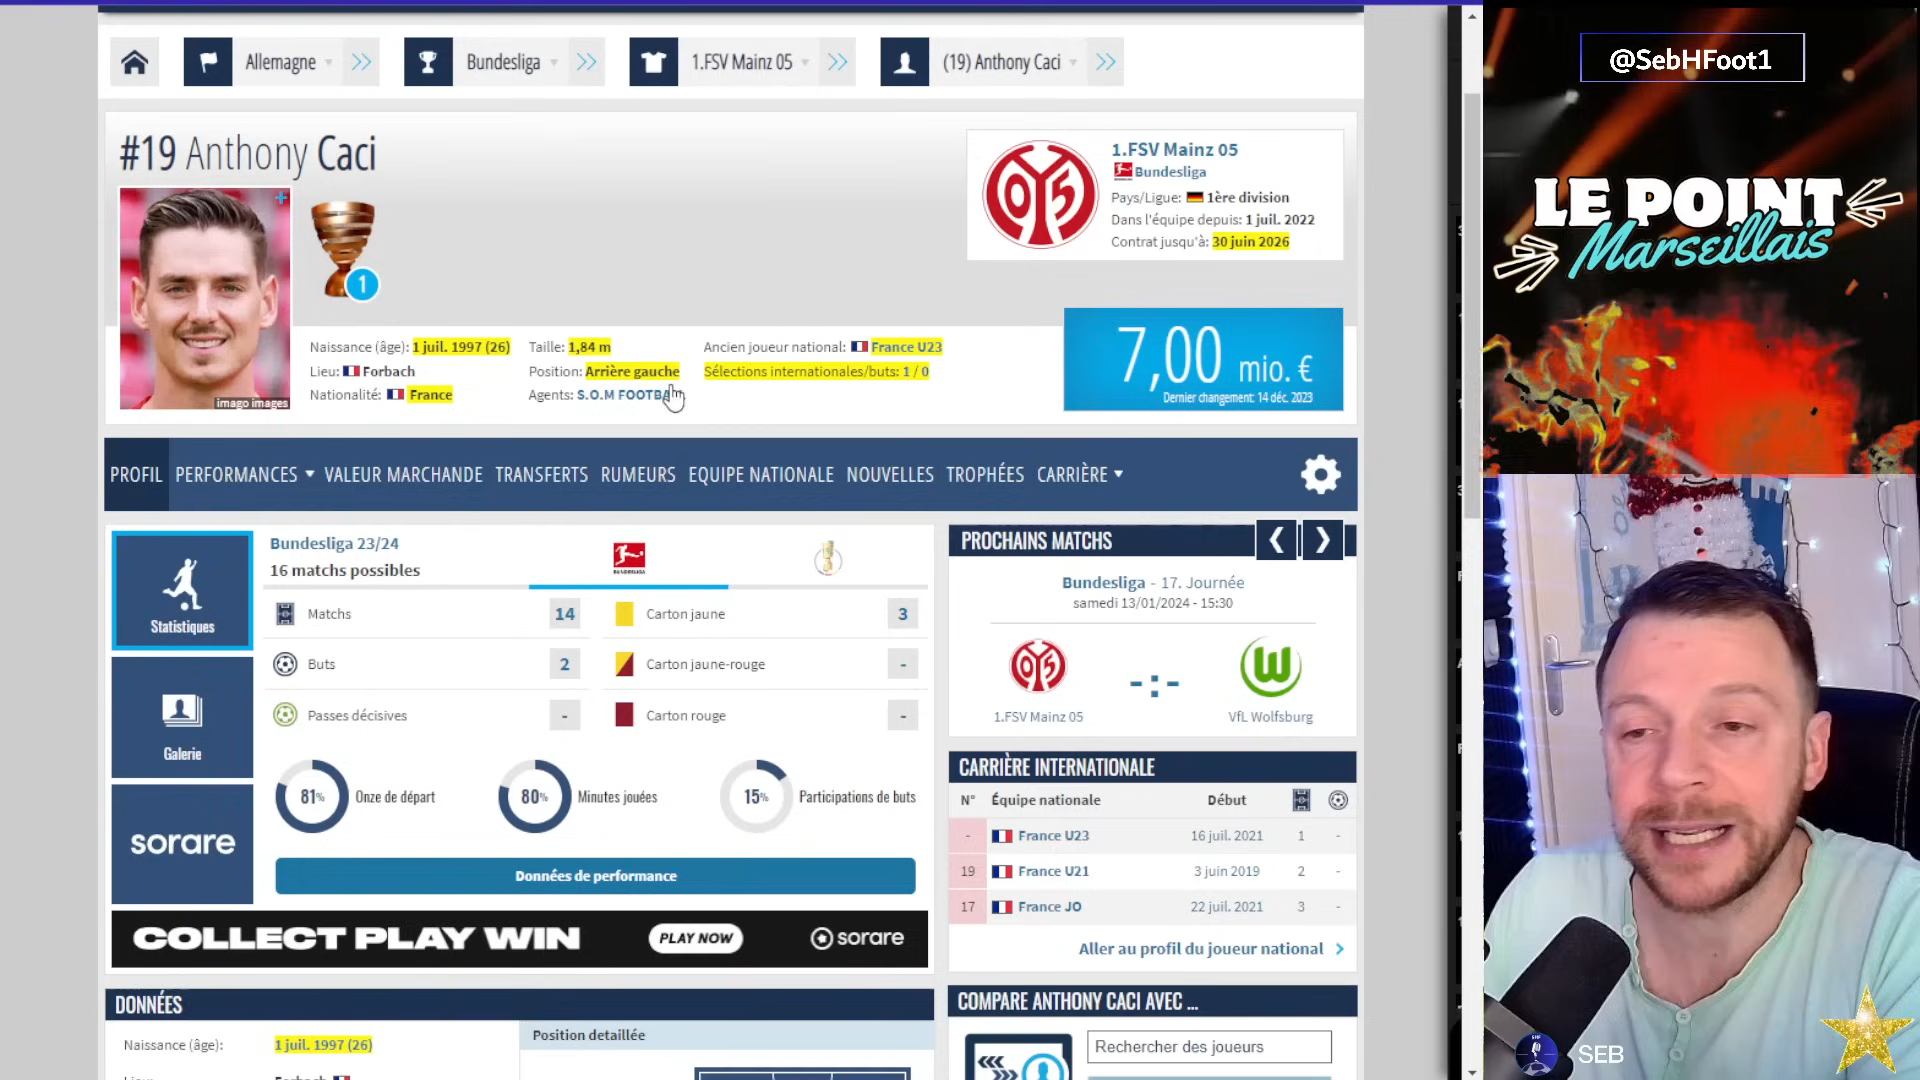 Allemagne
Bundesliga
1.FSV Mainz 05
(19) Anthony Caci
#19 Anthony Caci
1
imago images
Naissance (âge): 1 juil. 1997 (26)
Lieu: Forbach
Nationalité: France
Taille: 1,84 m
Position: Arrière gauche
Agents: S.O.M FOOTBA
Ancien joueur national: France U23
Sélections internationales/buts: 1 / 0
05
1.FSV Mainz 05
Bundesliga
Pays/Ligue: 1ère division
Dans l'équipe depuis: 1 juil. 2022
Contrat jusqu'à: 30 juin 2026
7,00 mio. €
Dernier changement: 14 déc. 2023
PROFIL PERFORMANCES VALEUR MARCHANDE TRANSFERTS RUMEURS EQUIPE NATIONALE NOUVELLES TROPHÉES CARRIÈRE
Statistiques
Galerie
sorare
Bundesliga 23/24
16 matchs possibles
BUNDESLIGA
Matchs 14 Carton jaune 3
Buts 2 Carton jaune-rouge -
Passes décisives - Carton rouge -
81% Onze de départ 80% Minutes jouées 15% Participations de buts
Données de performance
COLLECT PLAY WIN PLAY NOW sorare
DONNÉES
Naissance (âge): 1 juil. 1997 (26)
Position detaillée
PROCHAINS MATCHS
Bundesliga - 17. Journée
samedi 13/01/2024 - 15:30
05 -:- W
1.FSV Mainz 05 VfL Wolfsburg
CARRIÈRE INTERNATIONALE
N° Équipe nationale Début
- France U23 16 juil. 2021 1 -
19 France U21 3 juin 2019 2 -
17 France JO 22 juil. 2021 3 -
Aller au profil du joueur national
COMPARE ANTHONY CACI AVEC ...
Rechercher des joueurs
@SebHFoot1
LE POINT
Marseillais
SEB